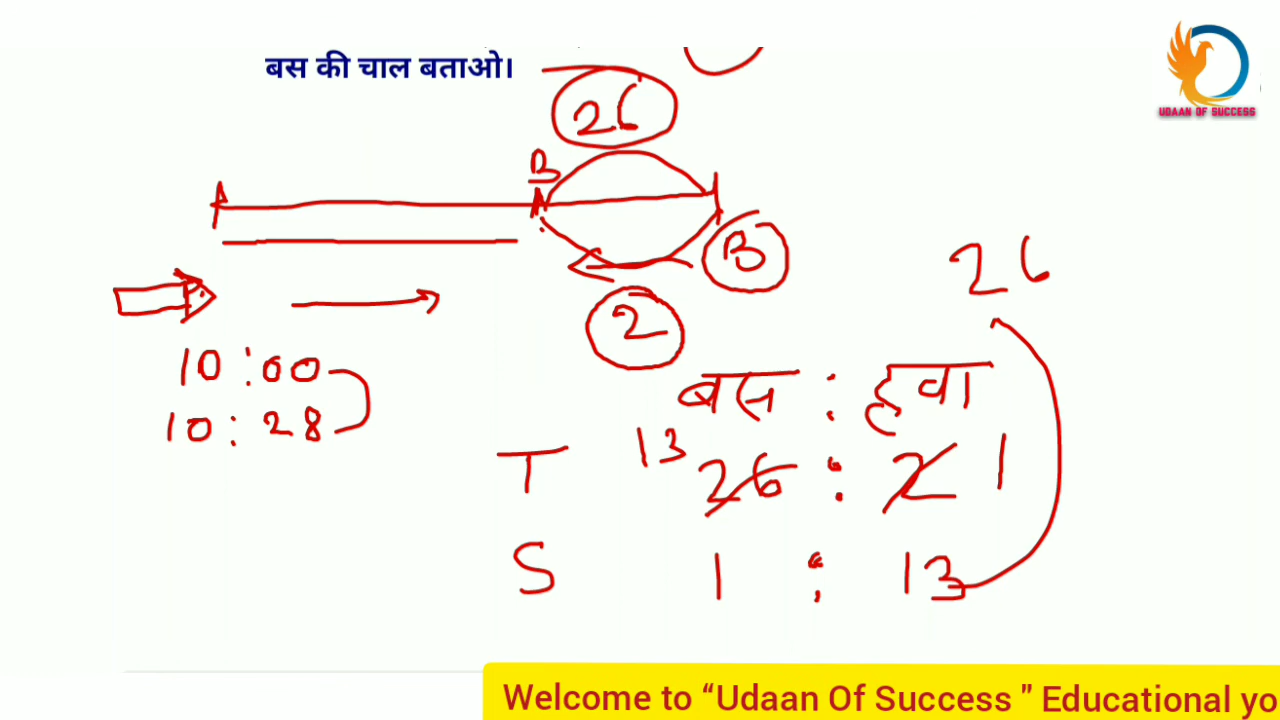 बस की चाल बताओ।
UDAAN OF SUCCESS
26
B
B
26
2
10:00
10:28
बस : हवा
T 13 26 : 2 1
S 1 : 13
Welcome to “Udaan Of Success ” Educational yo